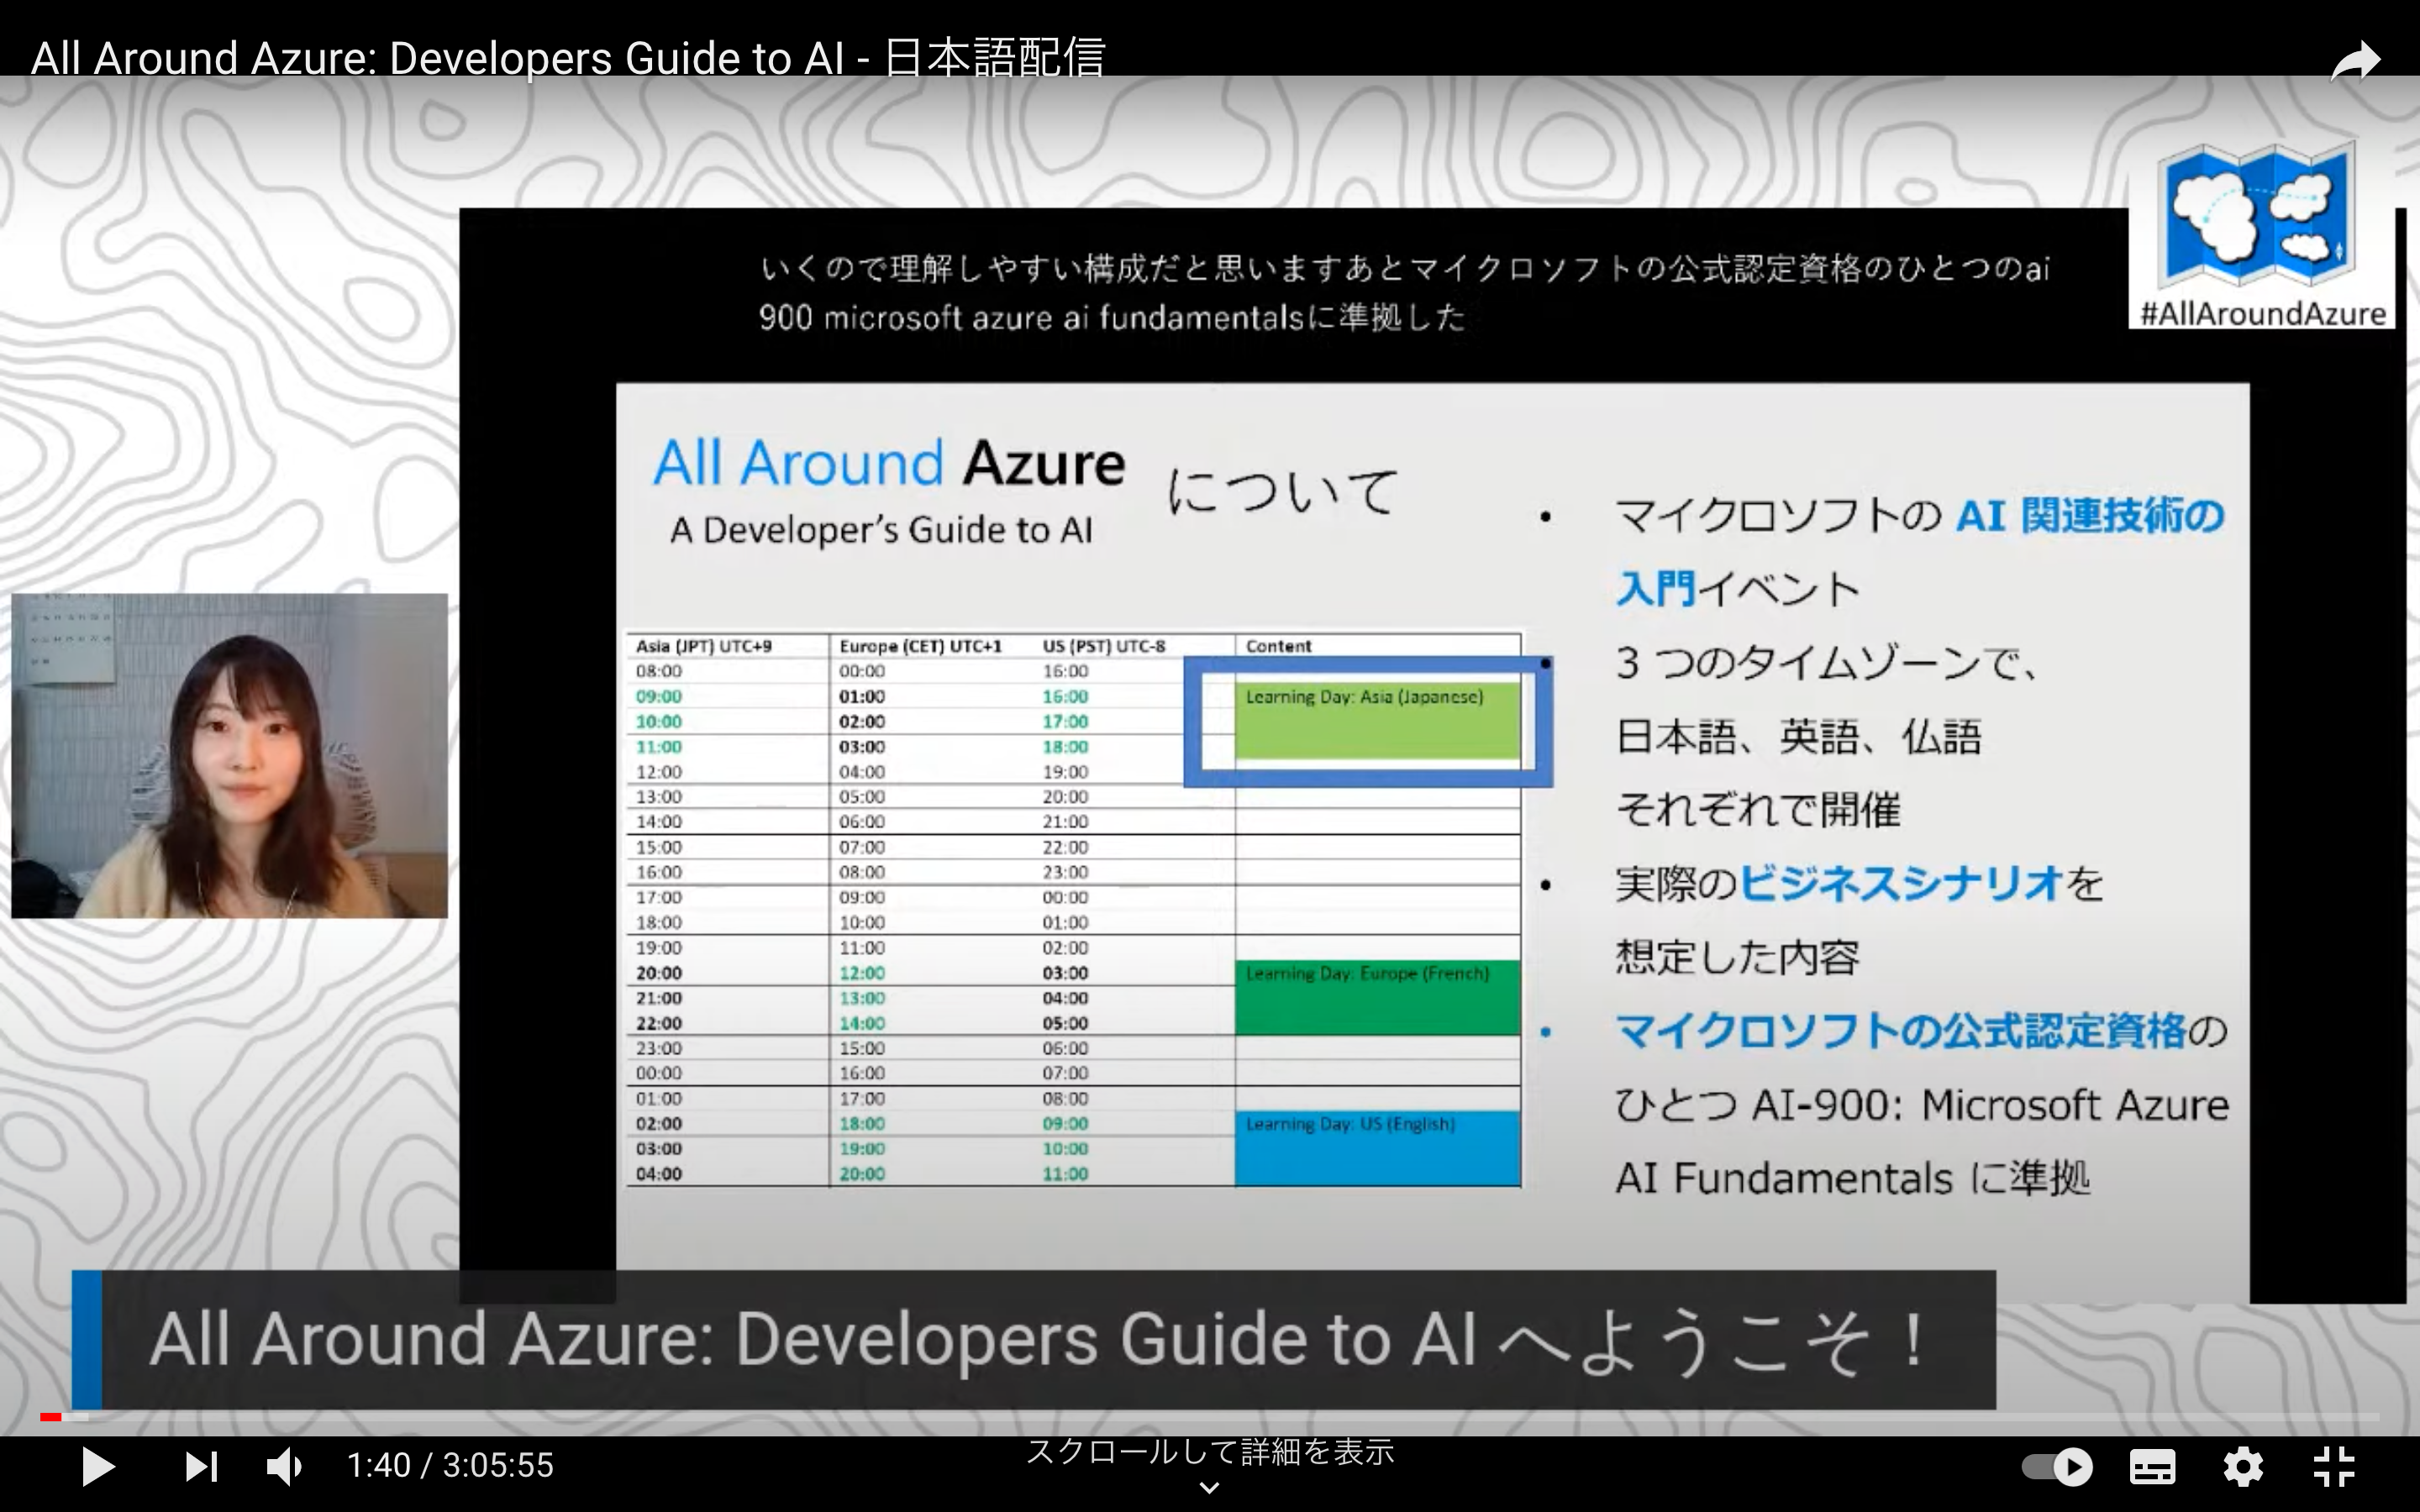 All Around Azure: Developers Guide to AI - 日本語配信
#AllAroundAzure
いくので理解しやすい構成だと思いますあとマイクロソフトの公式認定資格のひとつのai
900 microsoft azure ai fundamentalsに準拠した
All Around Azure について
A Developer’s Guide to AI
Asia (JPT) UTC+9 Europe (CET) UTC+1 US (PST) UTC-8 Content
08:00 00:00 16:00
09:00 01:00 16:00 Learning Day: Asia (Japanese)
10:00 02:00 17:00
11:00 03:00 18:00
12:00 04:00 19:00
13:00 05:00 20:00
14:00 06:00 21:00
15:00 07:00 22:00
16:00 08:00 23:00
17:00 09:00 00:00
18:00 10:00 01:00
19:00 11:00 02:00
20:00 12:00 03:00 Learning Day: Europe (French)
21:00 13:00 04:00
22:00 14:00 05:00
23:00 15:00 06:00
00:00 16:00 07:00
01:00 17:00 08:00
02:00 18:00 09:00 Learning Day: US (English)
03:00 19:00 10:00
04:00 20:00 11:00
• マイクロソフトの AI 関連技術の
入門イベント
• 3 つのタイムゾーンで、
日本語、英語、仏語
それぞれで開催
• 実際のビジネスシナリオを
想定した内容
• マイクロソフトの公式認定資格の
ひとつ AI-900: Microsoft Azure
AI Fundamentals に準拠
All Around Azure: Developers Guide to AI へようこそ！
1:40 / 3:05:55
スクロールして詳細を表示